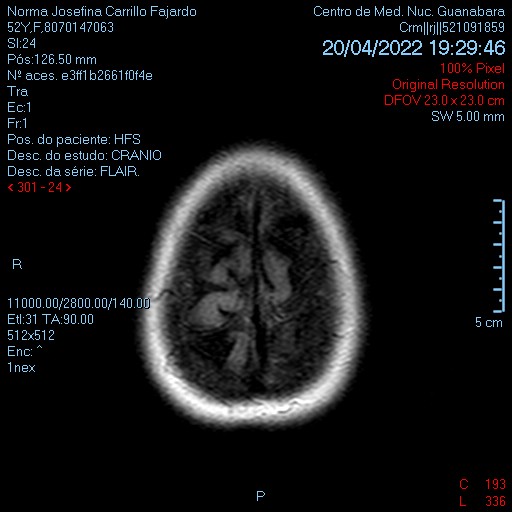 Norma Josefina Carrillo Fajardo
52Y,F,8070147063
Sl:24
Pós:126.50 mm
Nº aces. e3ff1b2661f0f4e
Tra
Ec:1
Fr:1
Pos. do paciente: HFS
Desc. do estudo: CRANIO
Desc. da série: FLAIR.
< 301 - 24 >
Centro de Med. Nuc. Guanabara
Crm||rj||521091859
20/04/2022 19:29:46
100% Pixel
Original Resolution
DFOV 23.0 x 23.0 cm
SW 5.00 mm
R
11000.00/2800.00/140.00
Etl:31 TA:90.00
512x512
Enc: ^
1nex
5 cm
P
C 193
L 336